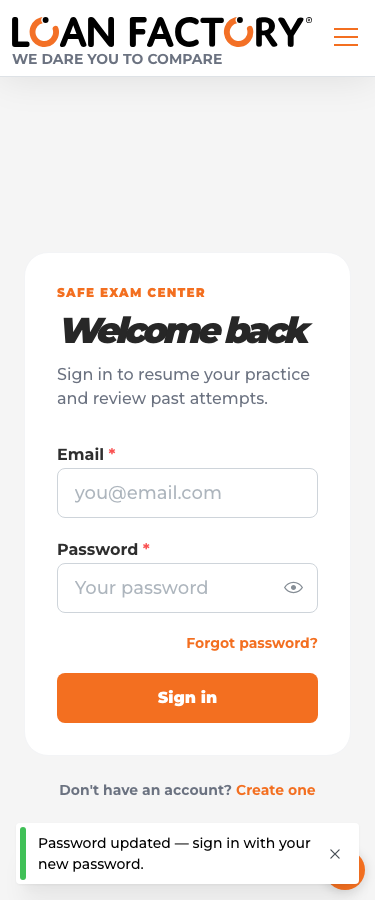 LOAN FACTORY®
WE DARE YOU TO COMPARE
SAFE EXAM CENTER
Welcome back
Sign in to resume your practice
and review past attempts.
Email *
you@email.com
Password *
Your password
Forgot password?
Sign in
Don't have an account? Create one
Password updated — sign in with your
new password.